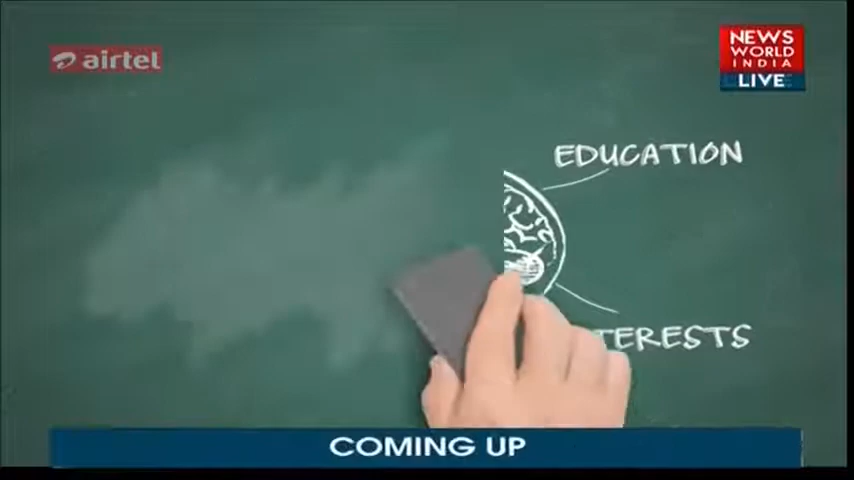 airtel
NEWS
WORLD
INDIA
LIVE
EDUCATION
TERESTS
COMING UP